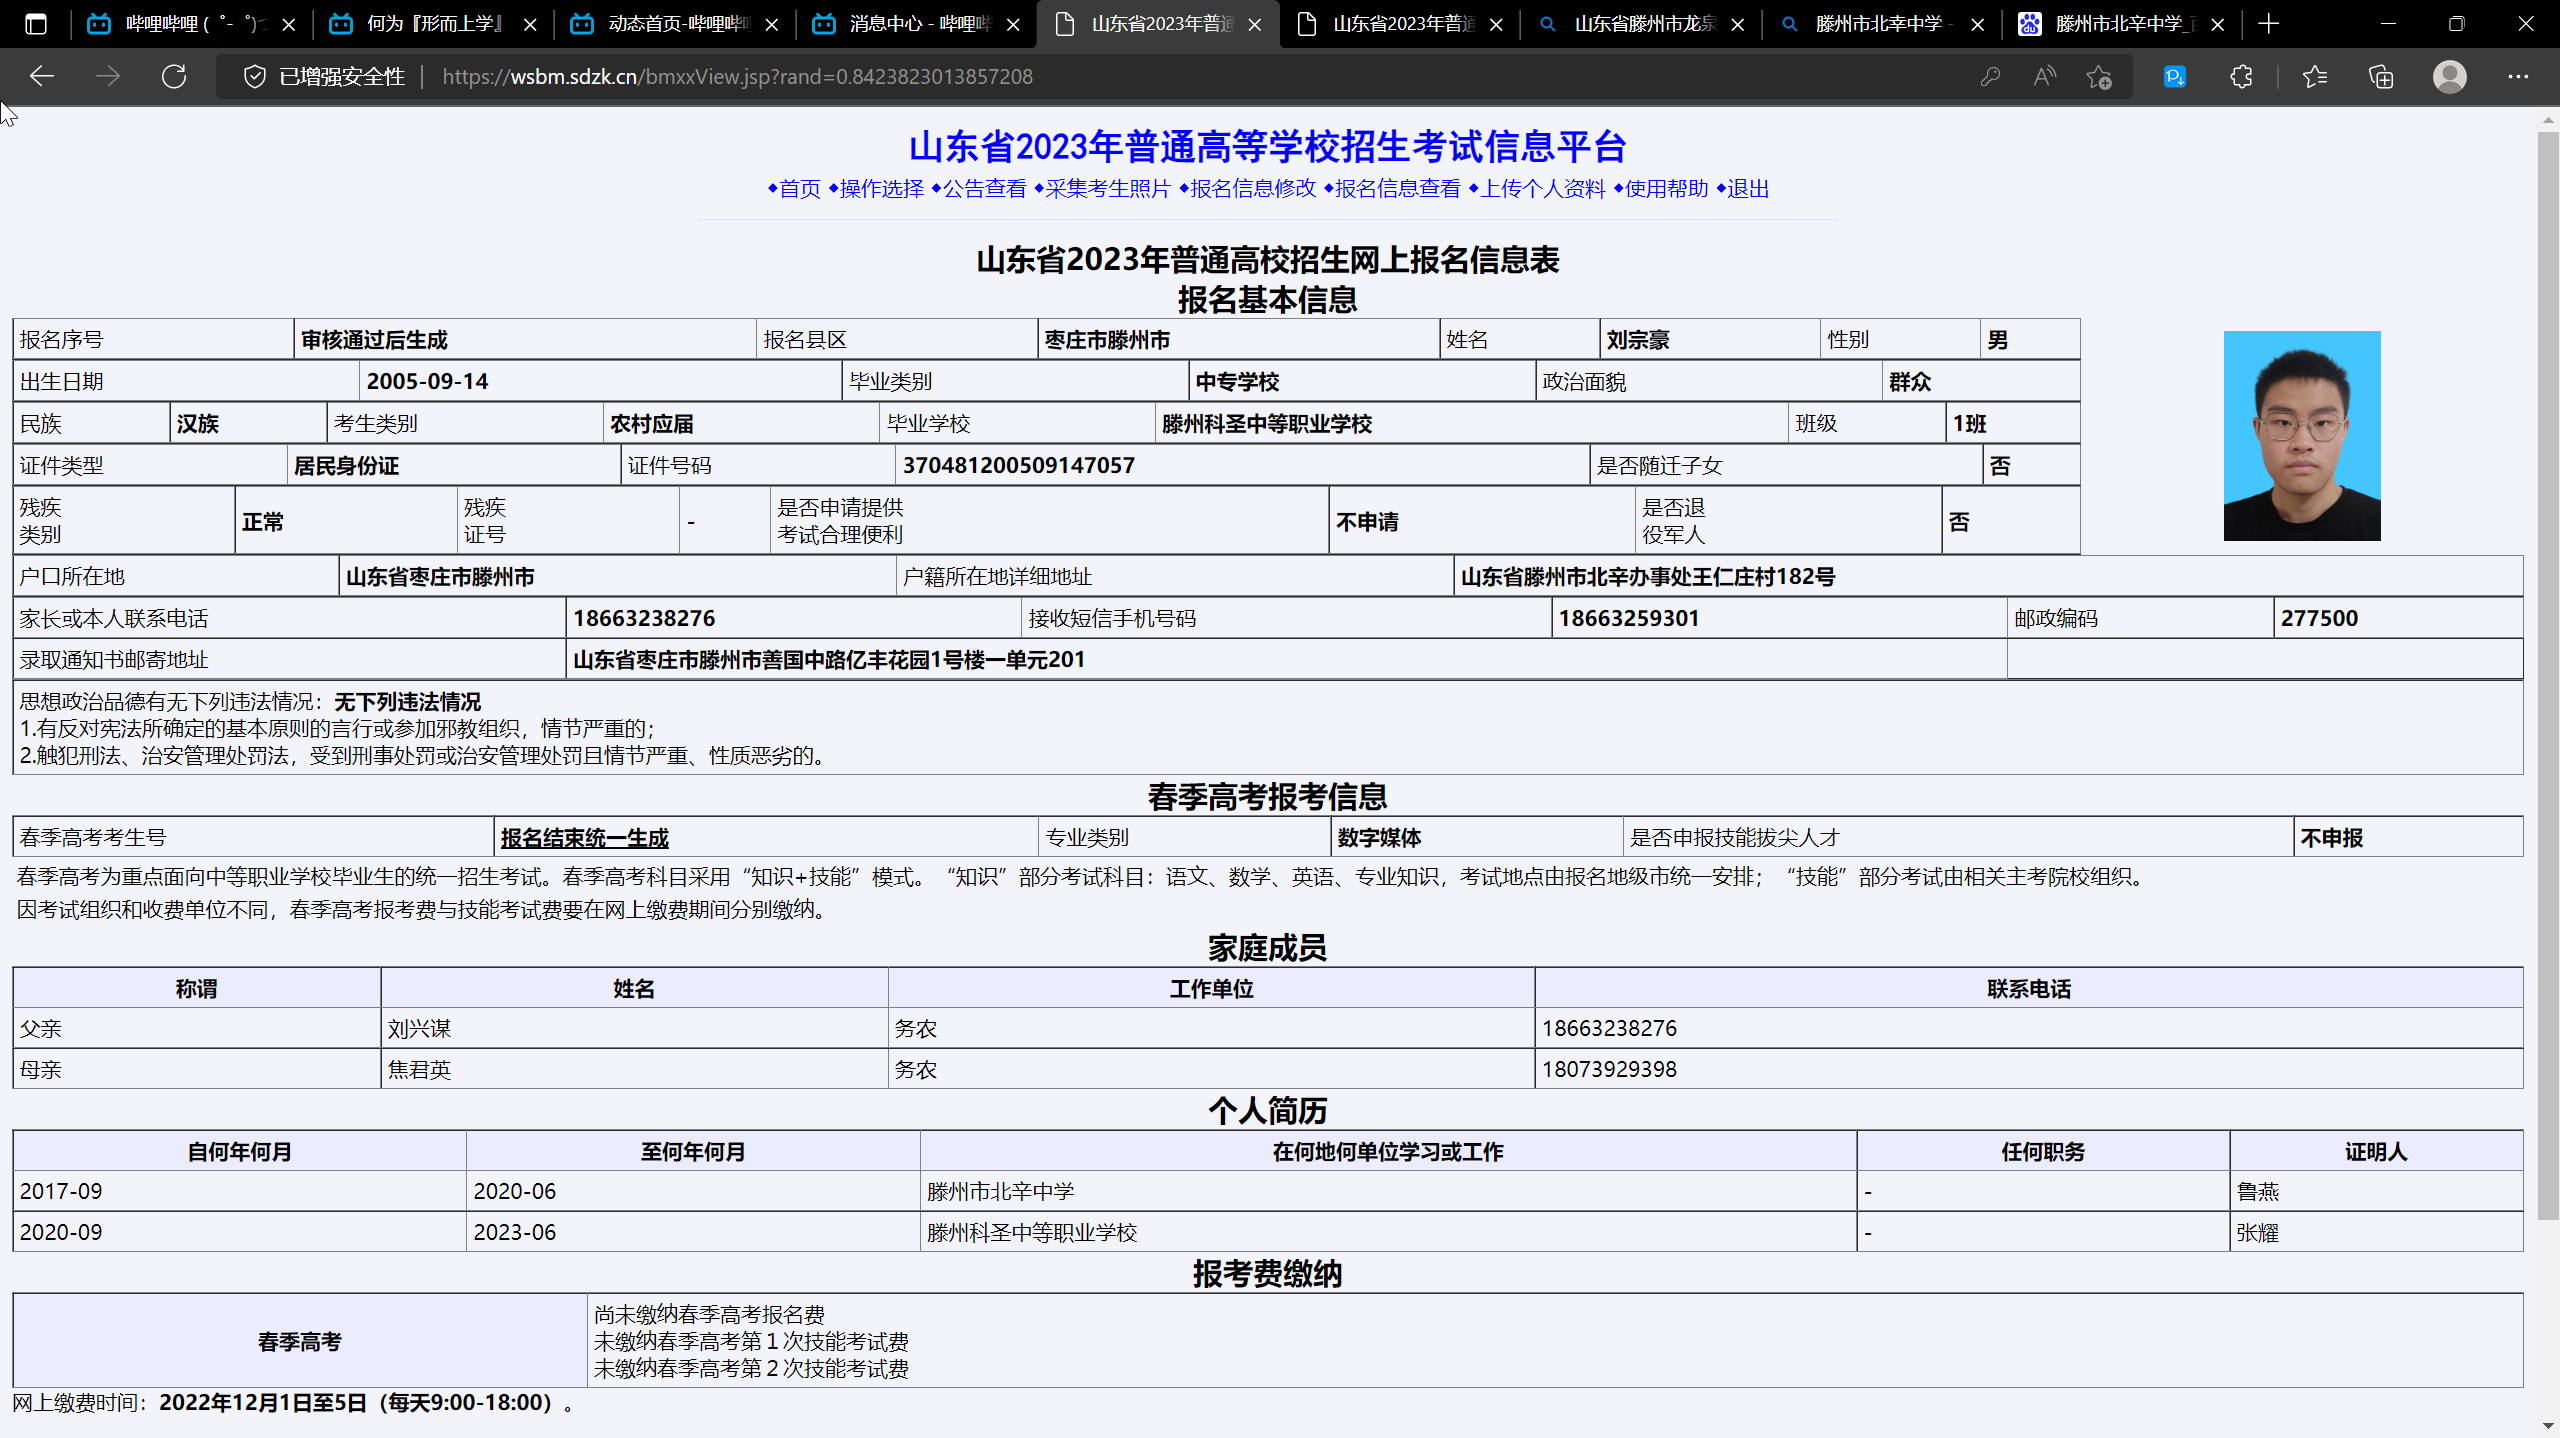 哔哩哔哩 ( ゜- ゜)つ
何为『形而上学』
动态首页-哔哩哔哩
消息中心 - 哔哩哔
山东省2023年普通
山东省2023年普通
山东省滕州市龙泉
滕州市北幸中学 -
滕州市北辛中学_百
已增强安全性
https://wsbm.sdzk.cn/bmxxView.jsp?rand=0.8423823013857208
山东省2023年普通高等学校招生考试信息平台
◆首页 ◆操作选择 ◆公告查看 ◆采集考生照片 ◆报名信息修改 ◆报名信息查看 ◆上传个人资料 ◆使用帮助 ◆退出
山东省2023年普通高校招生网上报名信息表
报名基本信息
报名序号 审核通过后生成 报名县区 枣庄市滕州市 姓名 刘宗豪 性别 男
出生日期 2005-09-14 毕业类别 中专学校 政治面貌 群众
民族 汉族 考生类别 农村应届 毕业学校 滕州科圣中等职业学校 班级 1班
证件类型 居民身份证 证件号码 370481200509147057 是否随迁子女 否
残疾类别 正常 残疾证号 - 是否申请提供考试合理便利 不申请 是否退役军人 否
户口所在地 山东省枣庄市滕州市 户籍所在地详细地址 山东省滕州市北辛办事处王仁庄村182号
家长或本人联系电话 18663238276 接收短信手机号码 18663259301 邮政编码 277500
录取通知书邮寄地址 山东省枣庄市滕州市善国中路亿丰花园1号楼一单元201
思想政治品德有无下列违法情况：无下列违法情况
1.有反对宪法所确定的基本原则的言行或参加邪教组织，情节严重的；
2.触犯刑法、治安管理处罚法，受到刑事处罚或治安管理处罚且情节严重、性质恶劣的。
春季高考报考信息
春季高考考生号 报名结束统一生成 专业类别 数字媒体 是否申报技能拔尖人才 不申报
春季高考为重点面向中等职业学校毕业生的统一招生考试。春季高考科目采用“知识+技能”模式。“知识”部分考试科目：语文、数学、英语、专业知识，考试地点由报名地级市统一安排；“技能”部分考试由相关主考院校组织。
因考试组织和收费单位不同，春季高考报考费与技能考试费要在网上缴费期间分别缴纳。
家庭成员
称谓 姓名 工作单位 联系电话
父亲 刘兴谋 务农 18663238276
母亲 焦君英 务农 18073929398
个人简历
自何年何月 至何年何月 在何地何单位学习或工作 任何职务 证明人
2017-09 2020-06 滕州市北辛中学 - 鲁燕
2020-09 2023-06 滕州科圣中等职业学校 - 张耀
报考费缴纳
春季高考
尚未缴纳春季高考报名费
未缴纳春季高考第１次技能考试费
未缴纳春季高考第２次技能考试费
网上缴费时间：2022年12月1日至5日（每天9:00-18:00）。